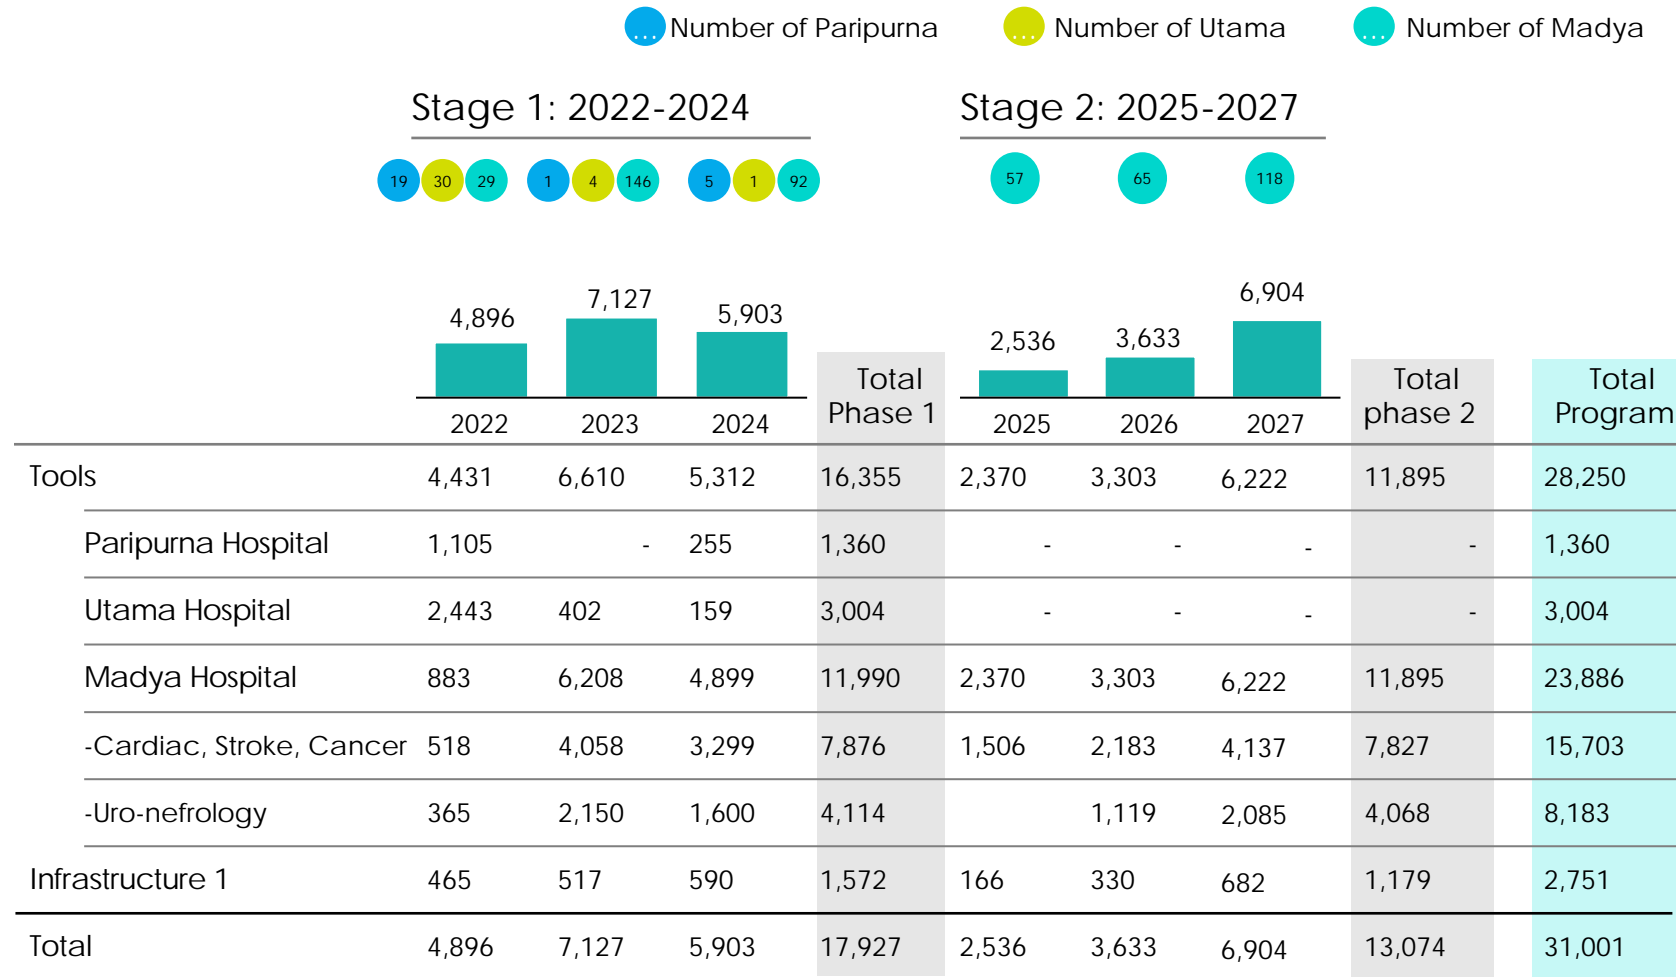 ... Number of Paripurna ... Number of Utama ... Number of Madya
Stage 1: 2022-2024 Stage 2: 2025-2027
19 30 29 1 4 146 5 1 92 57 65 118
4,896 7,127 5,903 2,536 3,633 6,904
Total Phase 1 Total phase 2 Total Program
2022 2023 2024 2025 2026 2027
Tools 4,431 6,610 5,312 16,355 2,370 3,303 6,222 11,895 28,250
Paripurna Hospital 1,105 - 255 1,360 - - - - 1,360
Utama Hospital 2,443 402 159 3,004 - - - - 3,004
Madya Hospital 883 6,208 4,899 11,990 2,370 3,303 6,222 11,895 23,886
-Cardiac, Stroke, Cancer 518 4,058 3,299 7,876 1,506 2,183 4,137 7,827 15,703
-Uro-nefrology 365 2,150 1,600 4,114 1,119 2,085 4,068 8,183
Infrastructure 1 465 517 590 1,572 166 330 682 1,179 2,751
Total 4,896 7,127 5,903 17,927 2,536 3,633 6,904 13,074 31,001